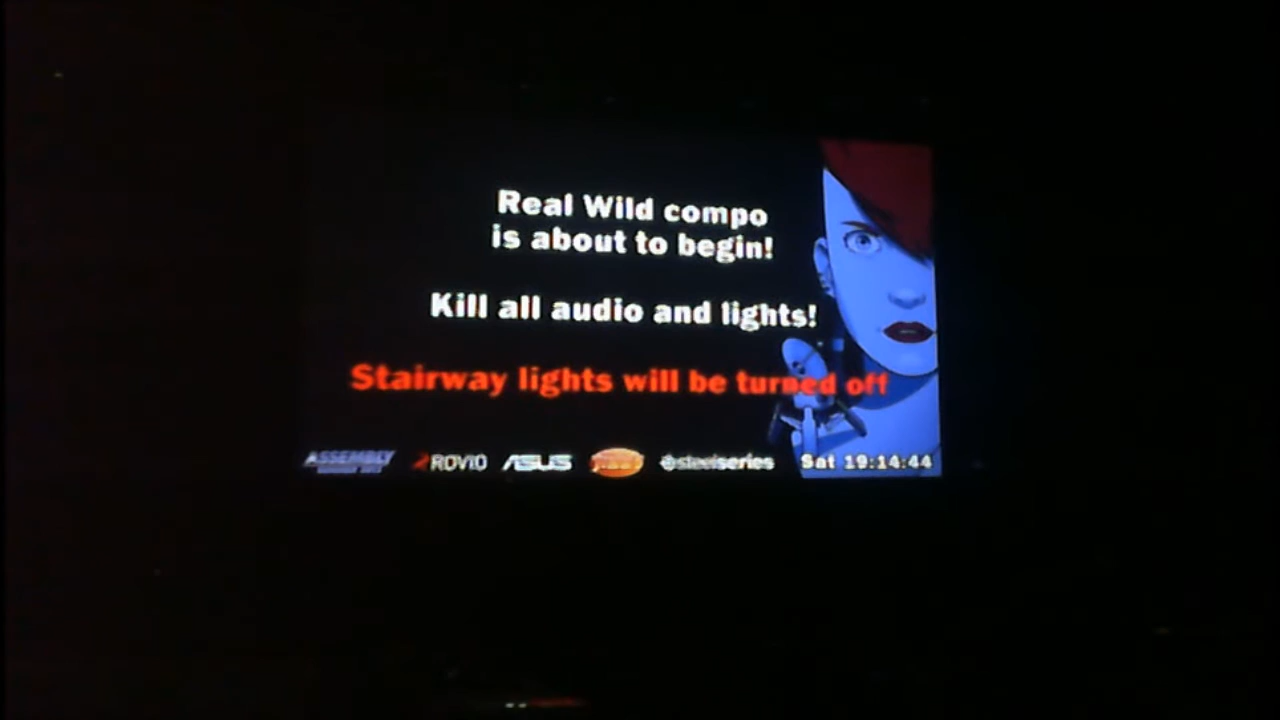 Real Wild compo
is about to begin!
Kill all audio and lights!
Stairway lights will be turned off
ASSEMBLY
ROVIO
ASUS
steelseries
Sat 19:14:44